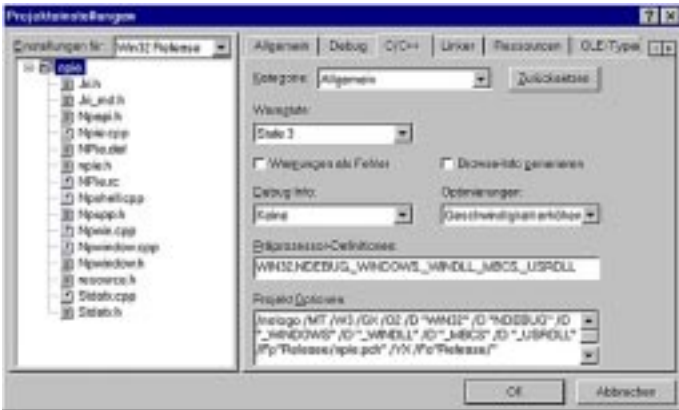 Projekteinstellungen
Einstellungen für: Win32 Release
npie
Jri.h
Jri_md.h
Npapi.h
Npie.cpp
NPie.def
npie.h
NPie.rc
Npshell.cpp
Npupp.h
Npwin.cpp
Npwindow.cpp
Npwindow.h
resource.h
Stdafx.cpp
Stdafx.h
Allgemein Debug C/C++ Linker Ressourcen OLE-Types
Kategorie: Allgemein Zurücksetzen
Warnstufe:
Stufe 3
Warnungen als Fehler Browse-Info generieren
Debug Info: Optimierungen:
Keine Geschwindigkeit erhöhen
Präprozessor-Definitionen:
WIN32,NDEBUG,_WINDOWS,_WINDLL,_MBCS,_USRDLL
Projekt Optionen:
/nologo /MT /W3 /GX /O2 /D "WIN32" /D "NDEBUG" /D
"_WINDOWS" /D "_WINDLL" /D "_MBCS" /D "_USRDLL"
/Fp"Release/npie.pch" /YX /Fo"Release/"
OK Abbrechen